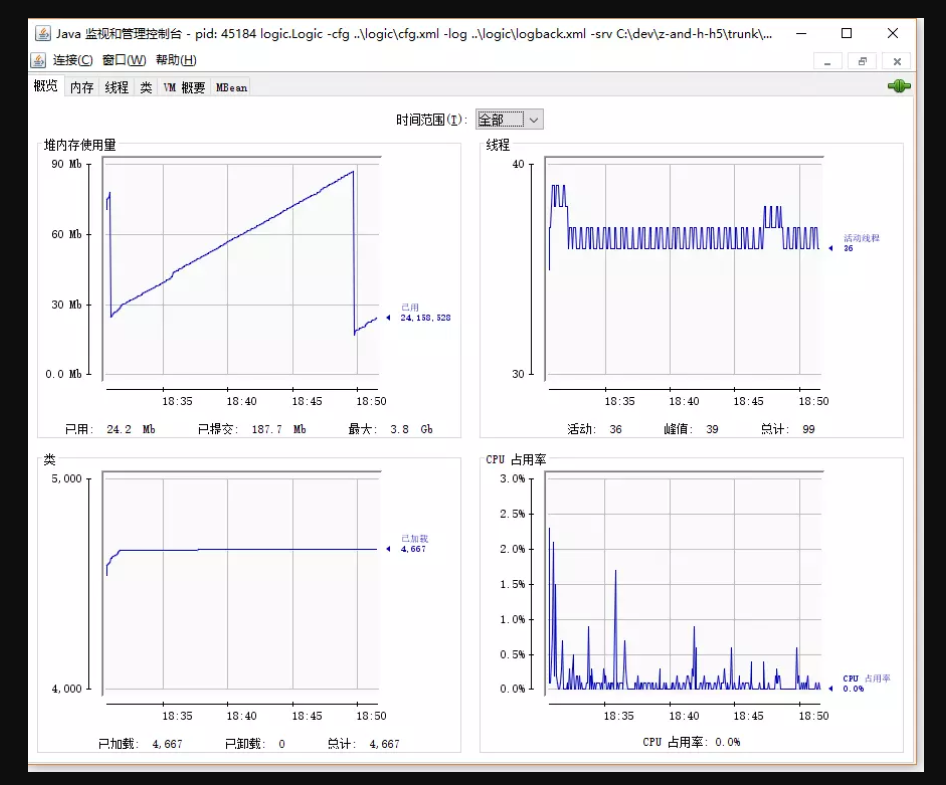 Java 监视和管理控制台 - pid: 45184 logic.Logic -cfg ..\logic\cfg.xml -log ..\logic\logback.xml -srv C:\dev\z-and-h-h5\trunk\...
连接(C) 窗口(W) 帮助(H)
概览 内存 线程 类 VM 概要 MBean
时间范围(I): 全部
堆内存使用量
90 Mb
60 Mb
30 Mb
0.0 Mb
已用
24,158,528
18:35 18:40 18:45 18:50
已用: 24.2 Mb 已提交: 187.7 Mb 最大: 3.8 Gb
线程
40
30
活动线程
36
18:35 18:40 18:45 18:50
活动: 36 峰值: 39 总计: 99
类
5,000
4,000
已加载
4,667
18:35 18:40 18:45 18:50
已加载: 4,667 已卸载: 0 总计: 4,667
CPU 占用率
3.0%
2.5%
2.0%
1.5%
1.0%
0.5%
0.0%
CPU 占用率
0.0%
18:35 18:40 18:45 18:50
CPU 占用率: 0.0%